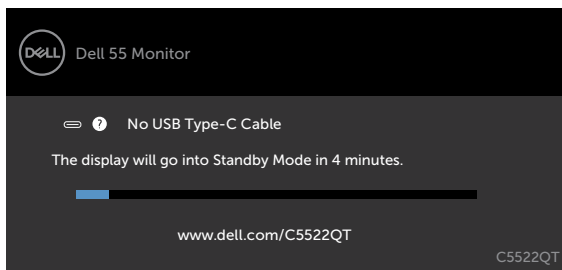 DELL Dell 55 Monitor
? No USB Type-C Cable
The display will go into Standby Mode in 4 minutes.
www.dell.com/C5522QT
C5522QT